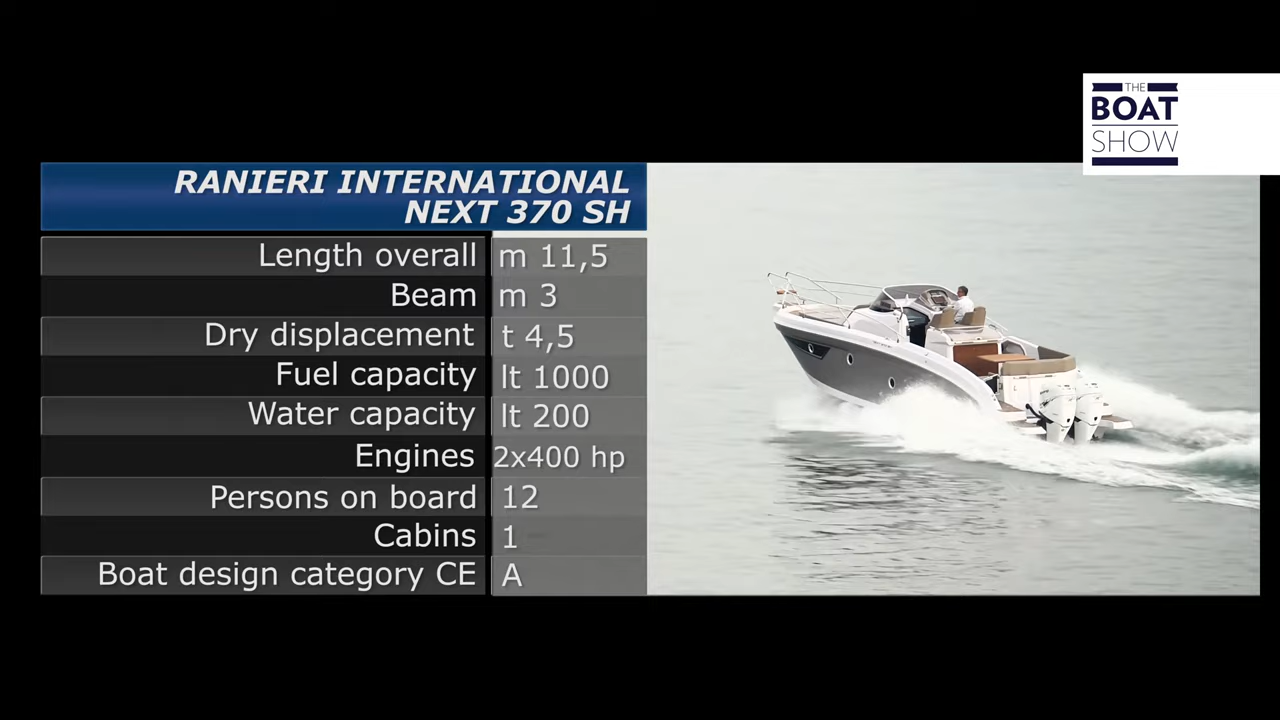 THE
BOAT
SHOW
RANIERI INTERNATIONAL
NEXT 370 SH
Length overall m 11,5
Beam m 3
Dry displacement t 4,5
Fuel capacity lt 1000
Water capacity lt 200
Engines 2x400 hp
Persons on board 12
Cabins 1
Boat design category CE A